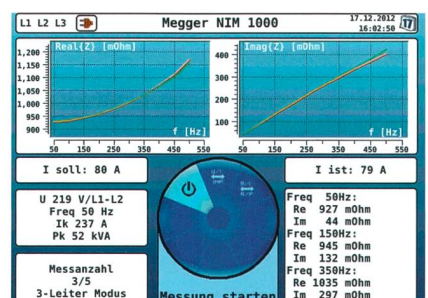 L1 L2 L3
Megger NIM 1000
17.12.2012
16:02:50
Real{Z} [mOhm]
1,200
1,150
1,100
1,050
1,000
950
900
f [Hz]
50 150 250 350 450 550
Imag{Z} [mOhm]
400
300
200
100
f [Hz]
50 150 250 350 450 550
I soll: 80 A
I ist: 79 A
U 219 V/L1-L2
Freq 50 Hz
Ik 237 A
Pk 52 kVA
Messanzahl
3/5
3-Leiter Modus
Messung starten
Freq 50Hz:
Re 927 mOhm
Im 44 mOhm
Freq 150Hz:
Re 945 mOhm
Im 132 mOhm
Freq 350Hz:
Re 1035 mOhm
Im 297 mOhm